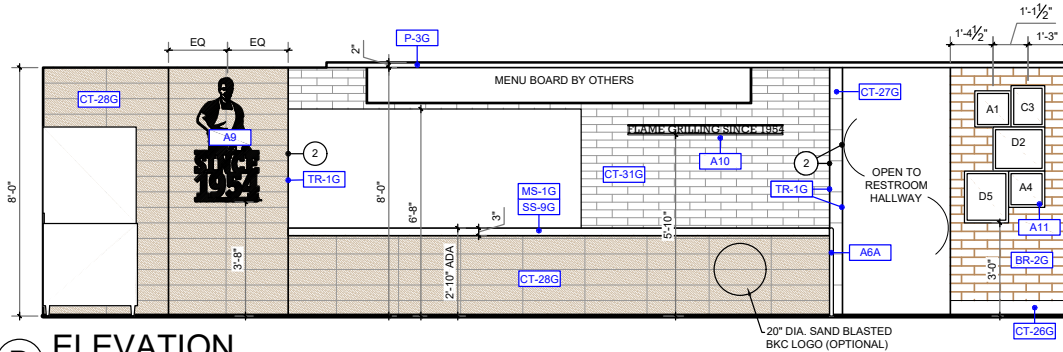 1'-1½"
EQ
EQ
2"
P-3G
1'-4½"
1'-3"
MENU BOARD BY OTHERS
CT-28G
CT-27G
A1
C3
A9
FLAME GRILLING SINCE 1954
D2
2
A10
2
SINCE
1954
TR-1G
CT-31G
OPEN TO
RESTROOM
HALLWAY
MS-1G
SS-9G
TR-1G
D5
A4
8'-0"
8'-0"
6'-8"
3"
5'-10"
A11
3'-8"
2'-10" ADA
CT-28G
A6A
BR-2G
3'-0"
20" DIA. SAND BLASTED
BKC LOGO (OPTIONAL)
CT-26G
ELEVATION